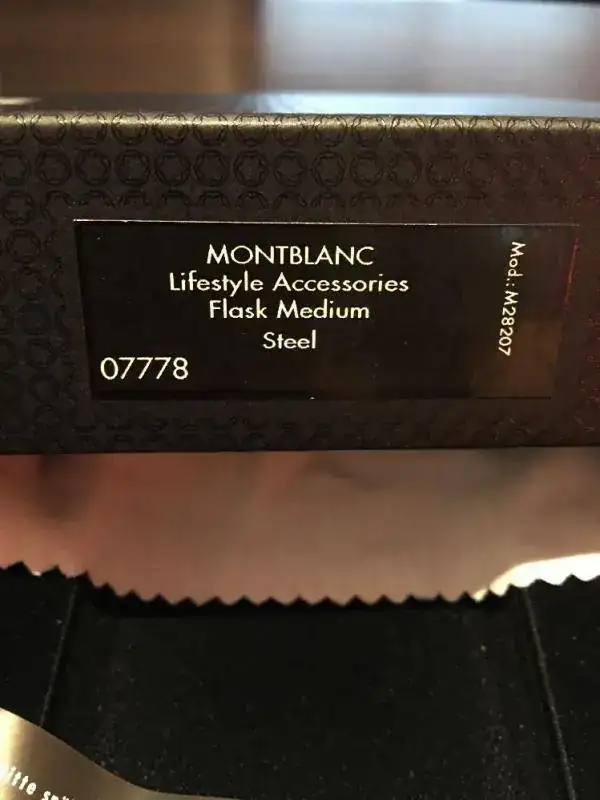 MONTBLANC
Lifestyle Accessories
Flask Medium
Steel
07778
Mod.: M28207